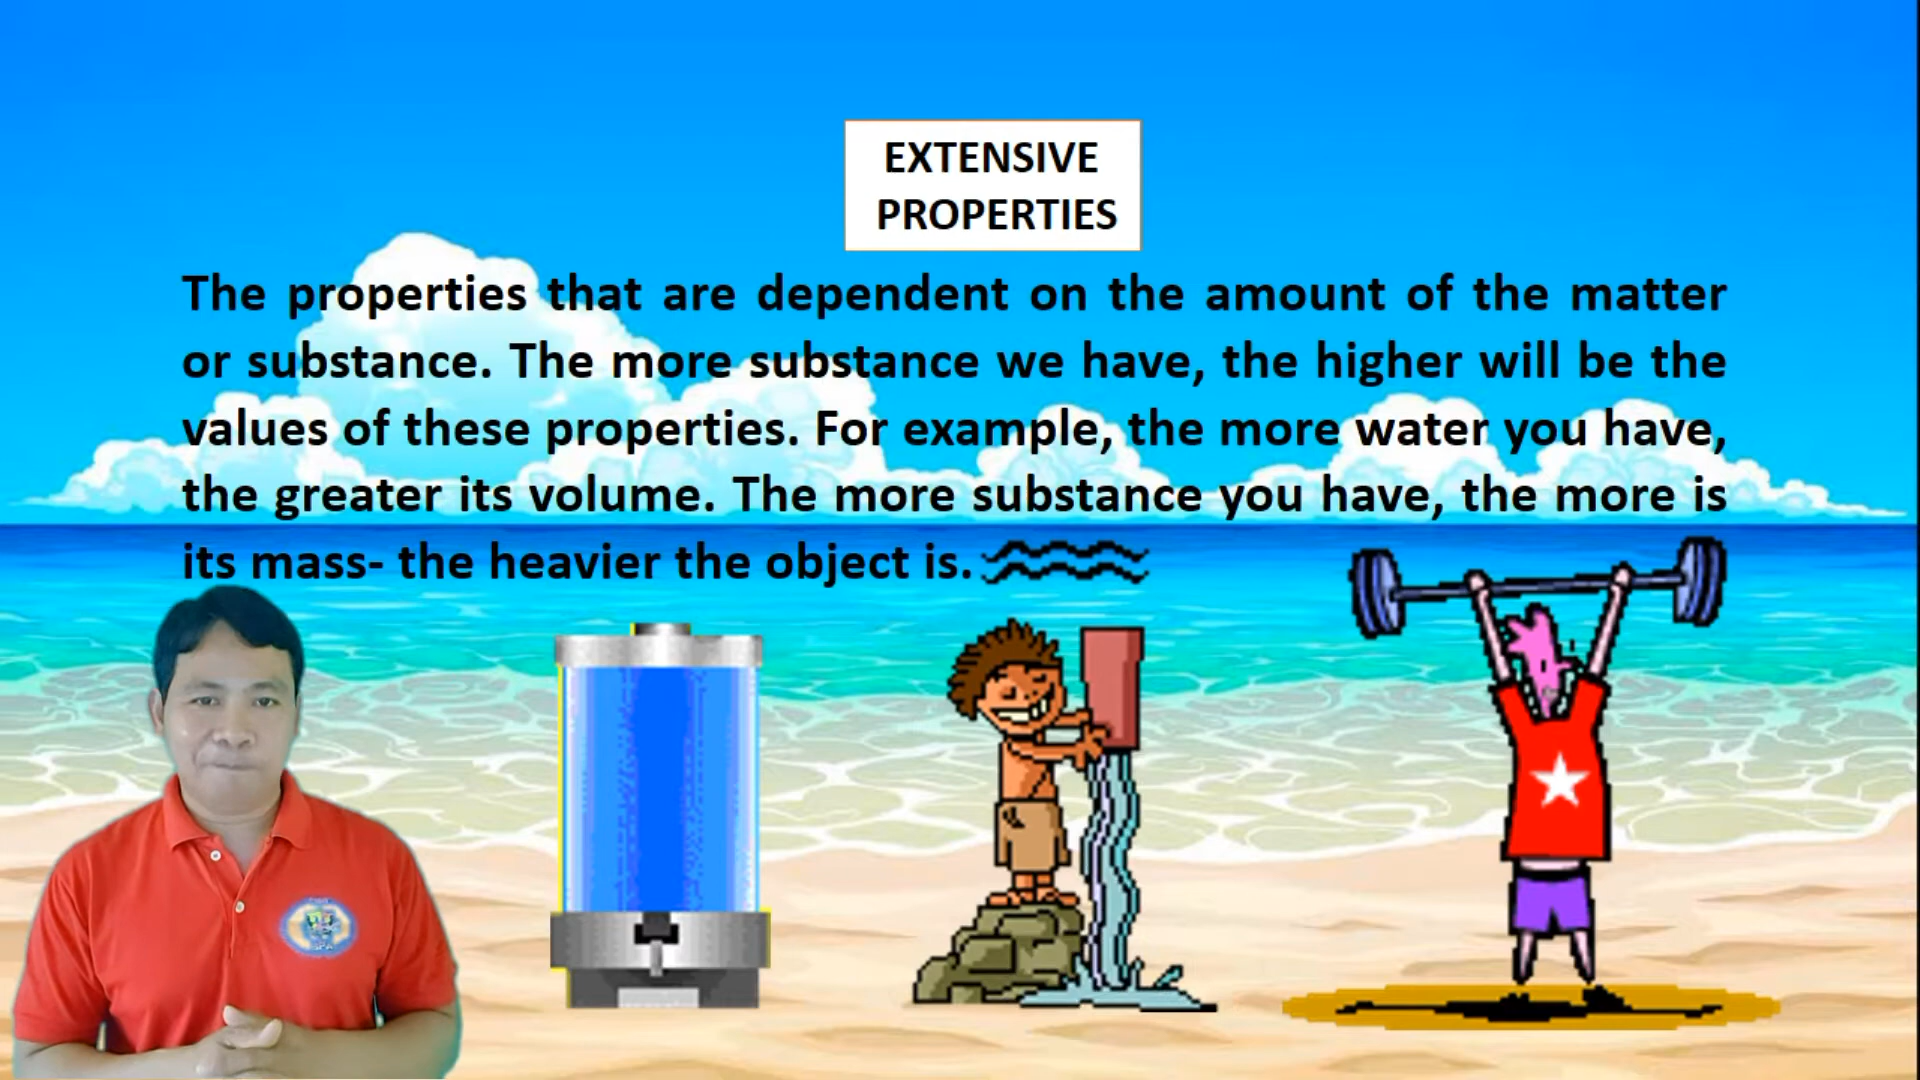 EXTENSIVE
PROPERTIES
The properties that are dependent on the amount of the matter
or substance. The more substance we have, the higher will be the
values of these properties. For example, the more water you have,
the greater its volume. The more substance you have, the more is
its mass- the heavier the object is.